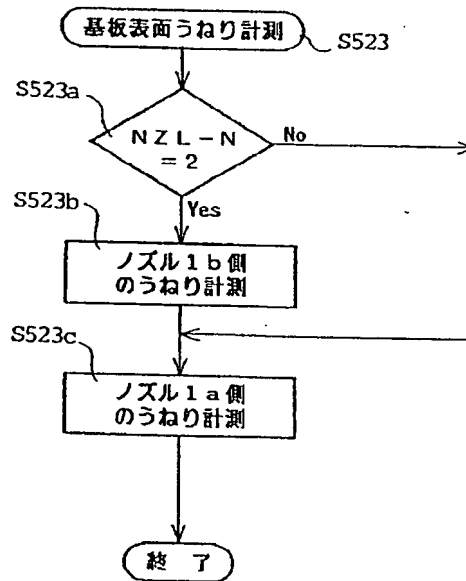 基板表面うねり計測
S523
S523a
NZL-N
=2
No
Yes
S523b
ノズル1b側
のうねり計測
S523c
ノズル1a側
のうねり計測
終了